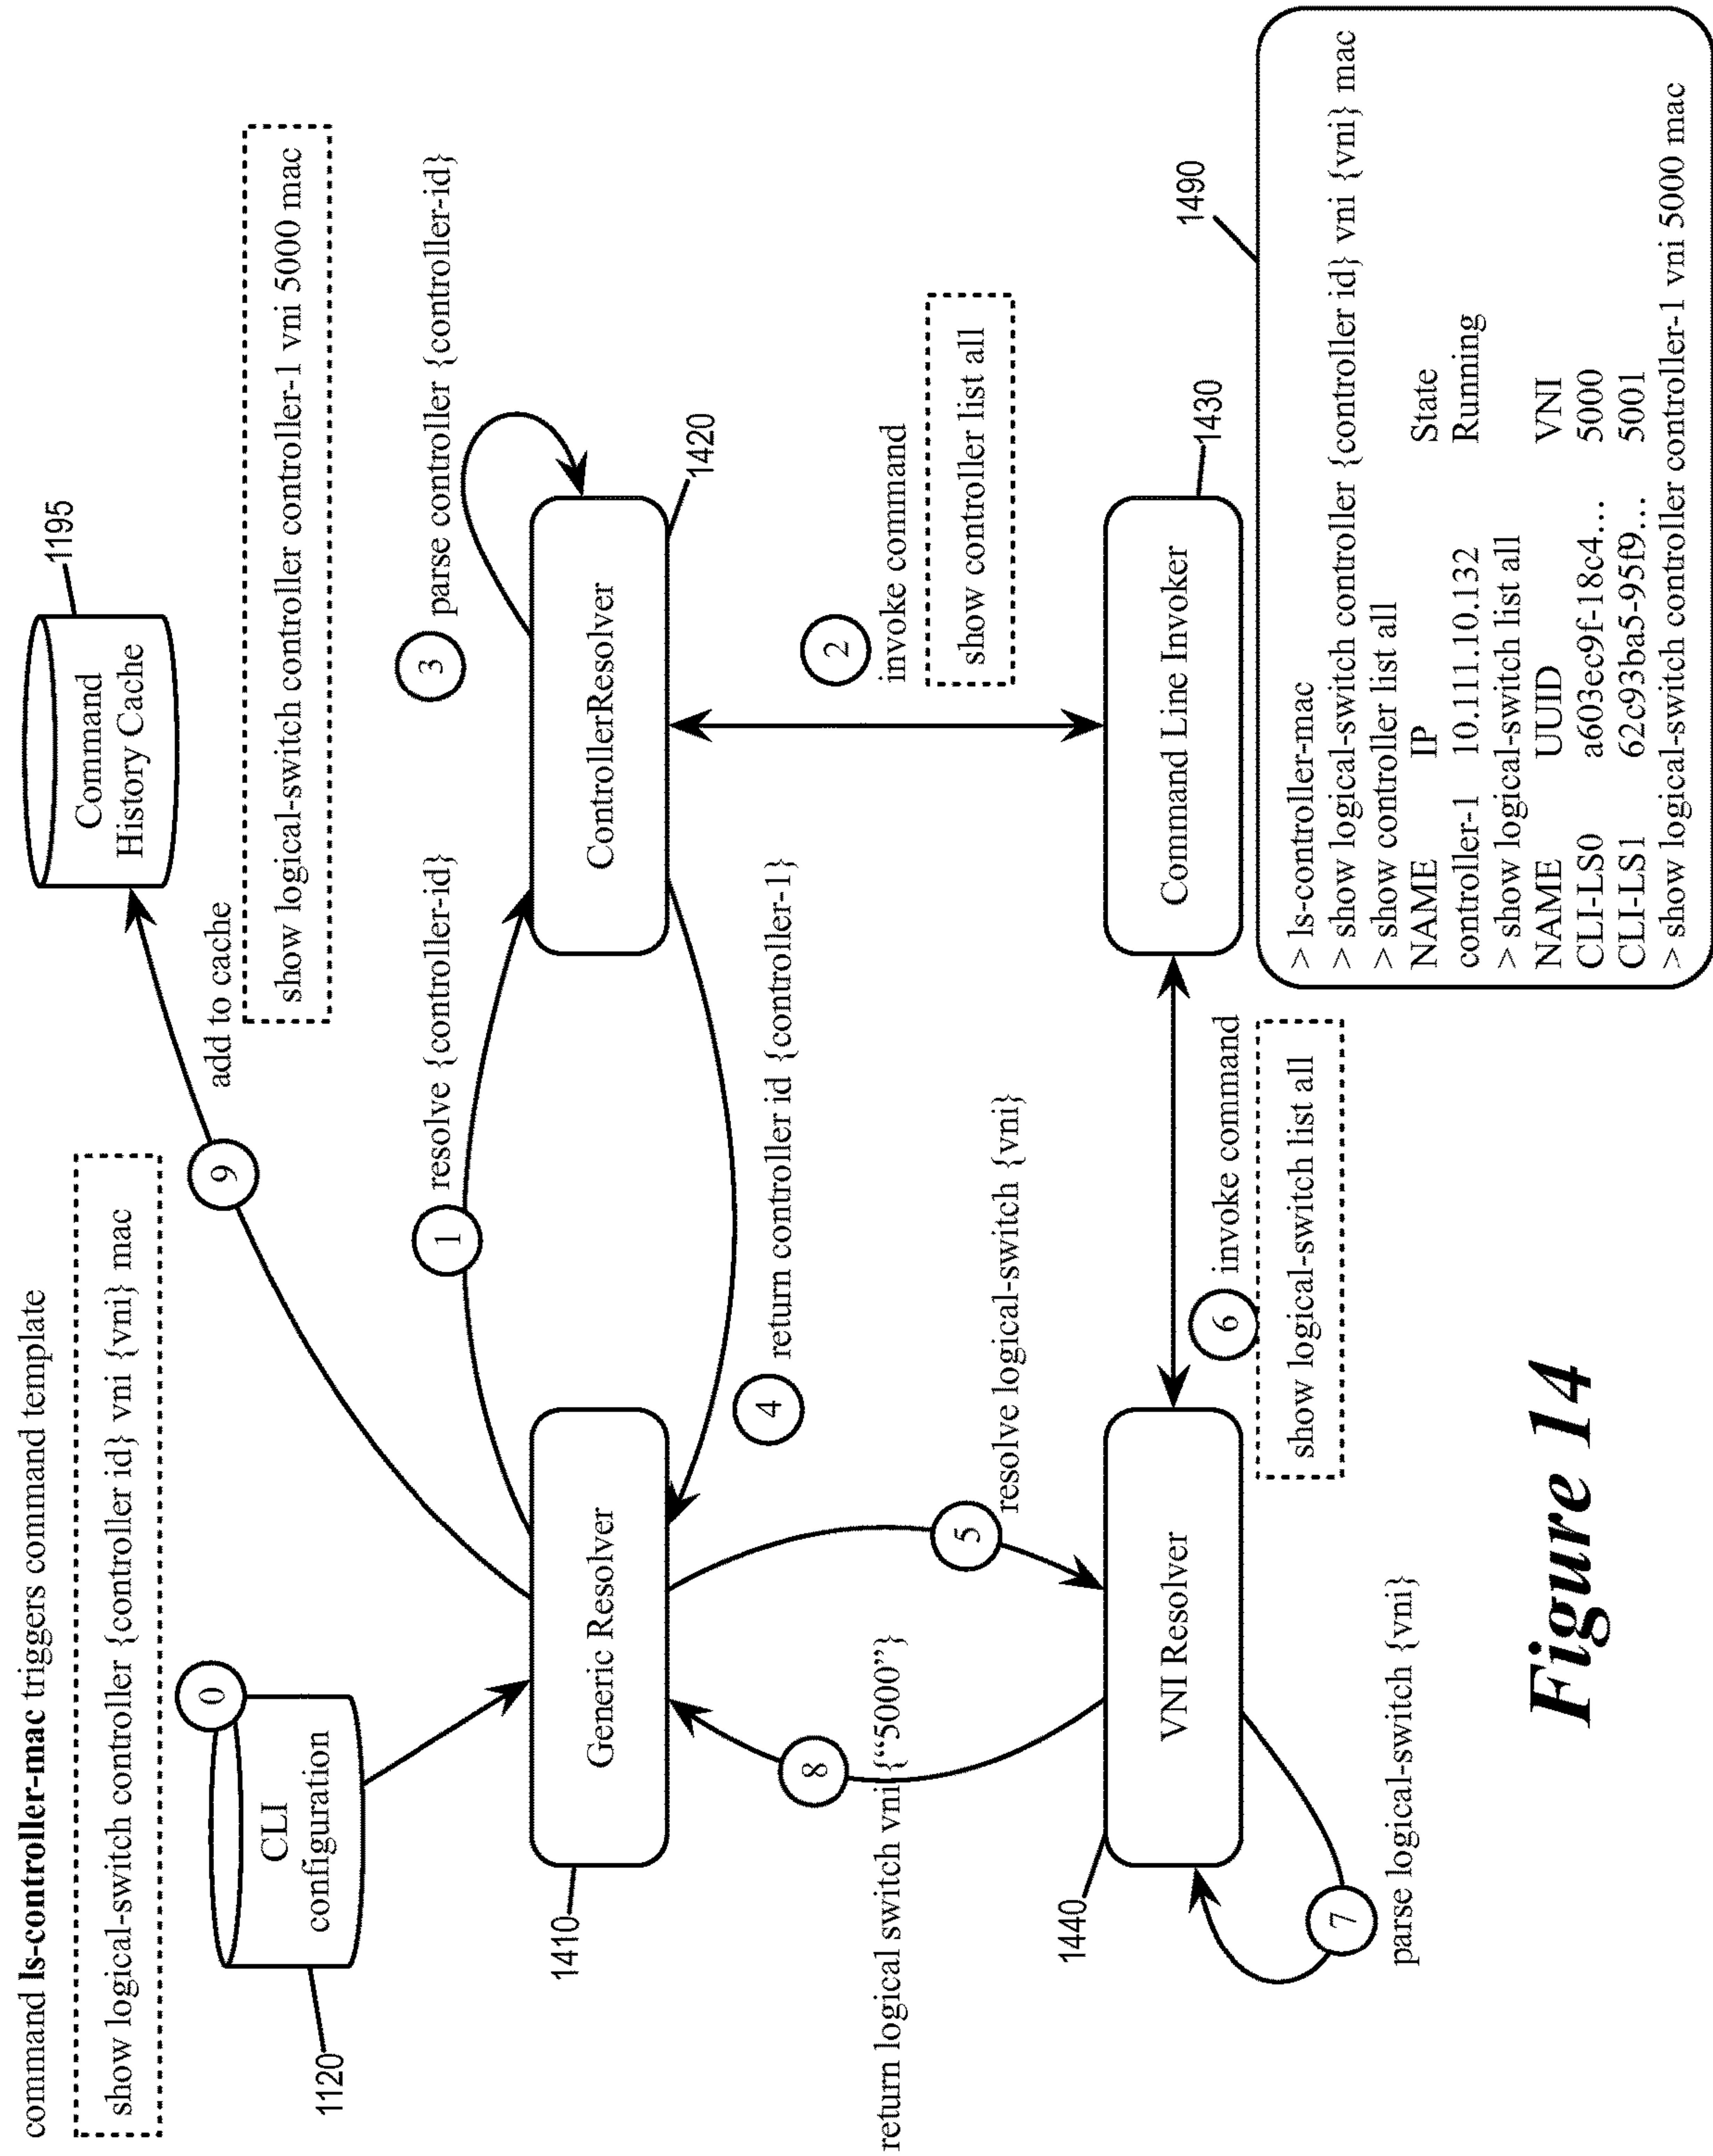 command ls-controller-mac triggers command template
show logical-switch controller {controller id} vni {vni} mac
0
CLI
configuration
1120
9
add to cache
Command
History Cache
1195
show logical-switch controller controller-1 vni 5000 mac
1
resolve {controller-id}
3
parse controller {controller-id}
Generic Resolver
1410
ControllerResolver
1420
4
return controller id {controller-1}
2
invoke command
show controller list all
5
resolve logical-switch {vni}
8
return logical switch vni {“5000”}
VNI Resolver
1440
Command Line Invoker
1430
6
invoke command
show logical-switch list all
7
parse logical-switch {vni}
1490
> ls-controller-mac
> show logical-switch controller {controller id} vni {vni} mac
> show controller list all
NAME IP State
controller-1 10.111.10.132 Running
> show logical-switch list all
NAME UUID VNI
CLI-LS0 a603ec9f-18c4... 5000
CLI-LS1 62c93ba5-95f9... 5001
> show logical-switch controller controller-1 vni 5000 mac
Figure 14